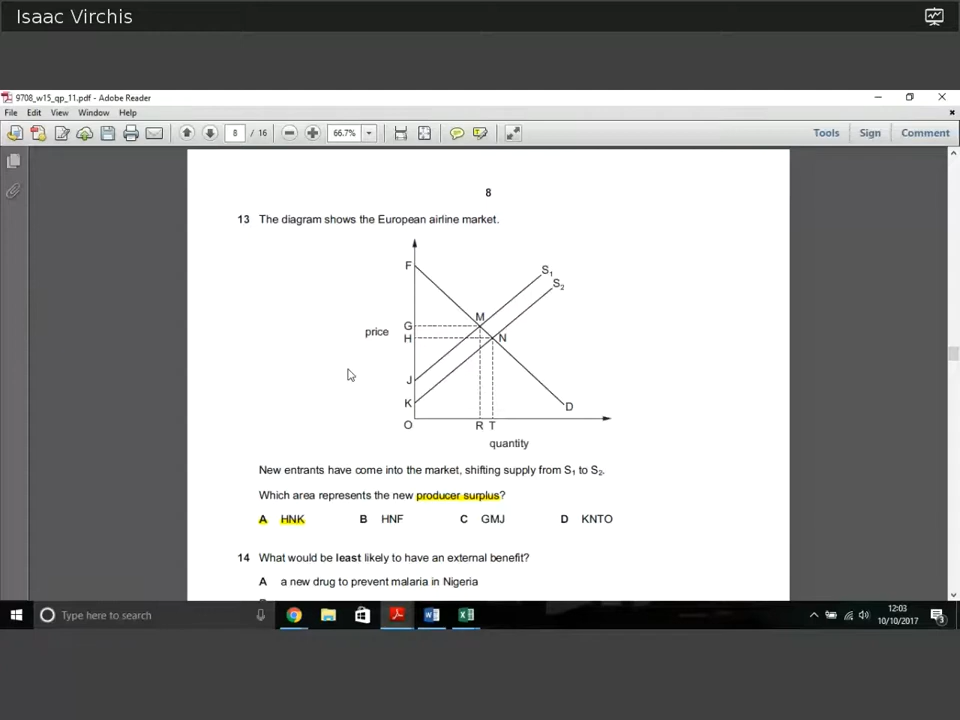 Isaac Virchis
9708_w15_qp_11.pdf - Adobe Reader
File Edit View Window Help
8 / 16 66.7% Tools Sign Comment
8
13 The diagram shows the European airline market.
F
S1
S2
M
G
price
H
N
J
K
D
O
R T
quantity
New entrants have come into the market, shifting supply from S1 to S2.
Which area represents the new producer surplus?
A HNK B HNF C GMJ D KNTO
14 What would be least likely to have an external benefit?
A a new drug to prevent malaria in Nigeria
Type here to search
12:03
10/10/2017
3